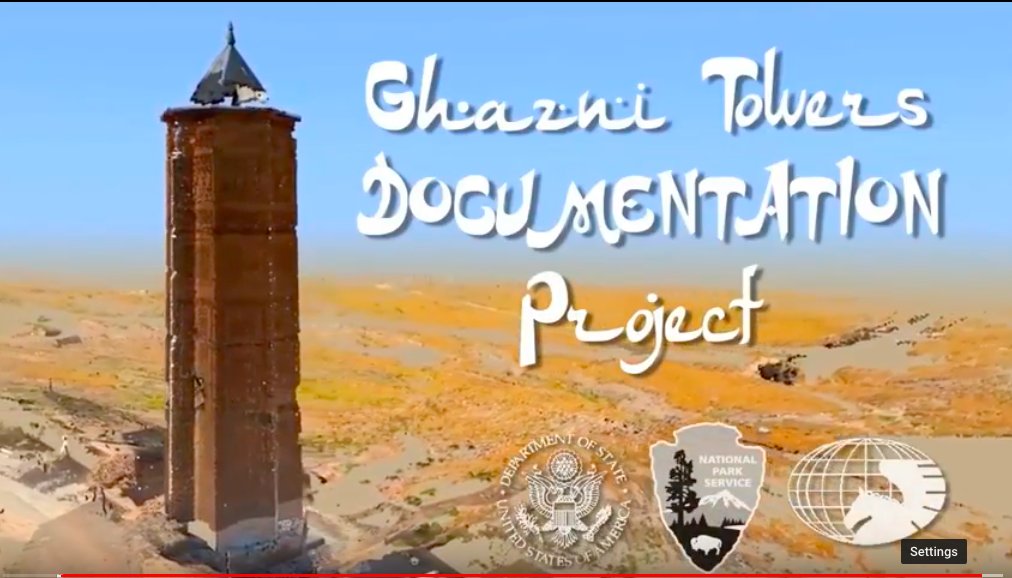 Ghazni Towers
DOCUMENTATION
Project
DEPARTMENT OF STATE
UNITED STATES OF AMERICA
NATIONAL
PARK
SERVICE
Settings